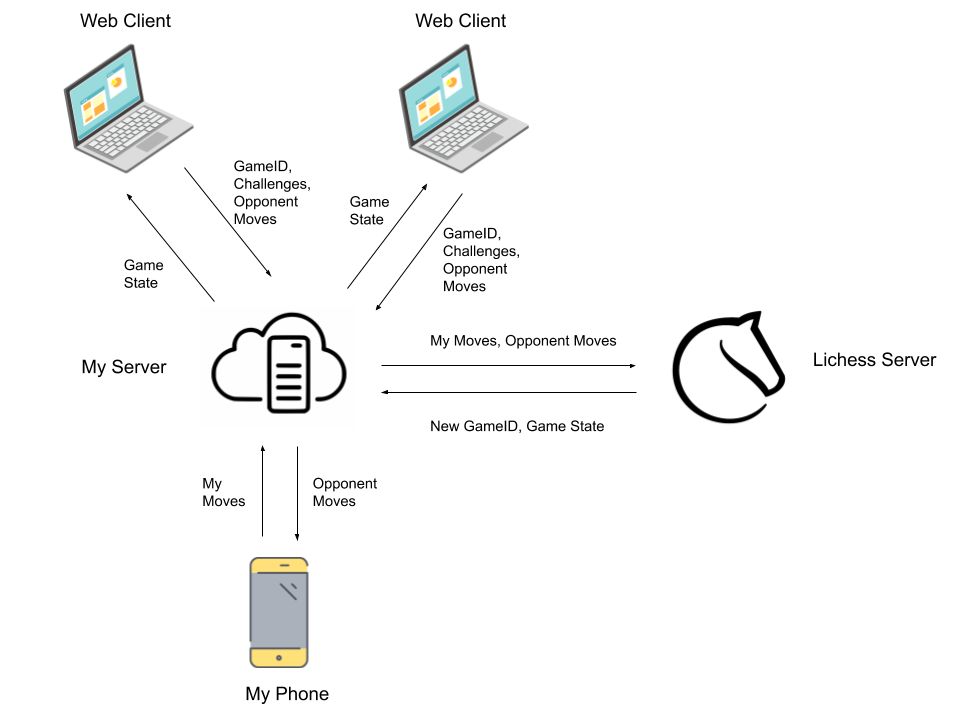 Web Client
Web Client
GameID,
Challenges,
Opponent
Moves
Game
State
GameID,
Challenges,
Opponent
Moves
Game
State
My Server
My Moves, Opponent Moves
Lichess Server
New GameID, Game State
My
Moves
Opponent
Moves
My Phone